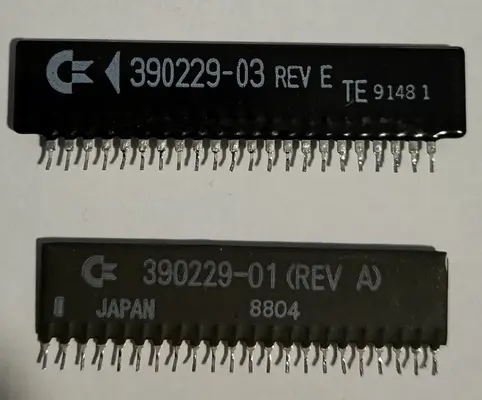 390229-03 REV E TE 9148 1
390229-01 (REV A)
JAPAN 8804